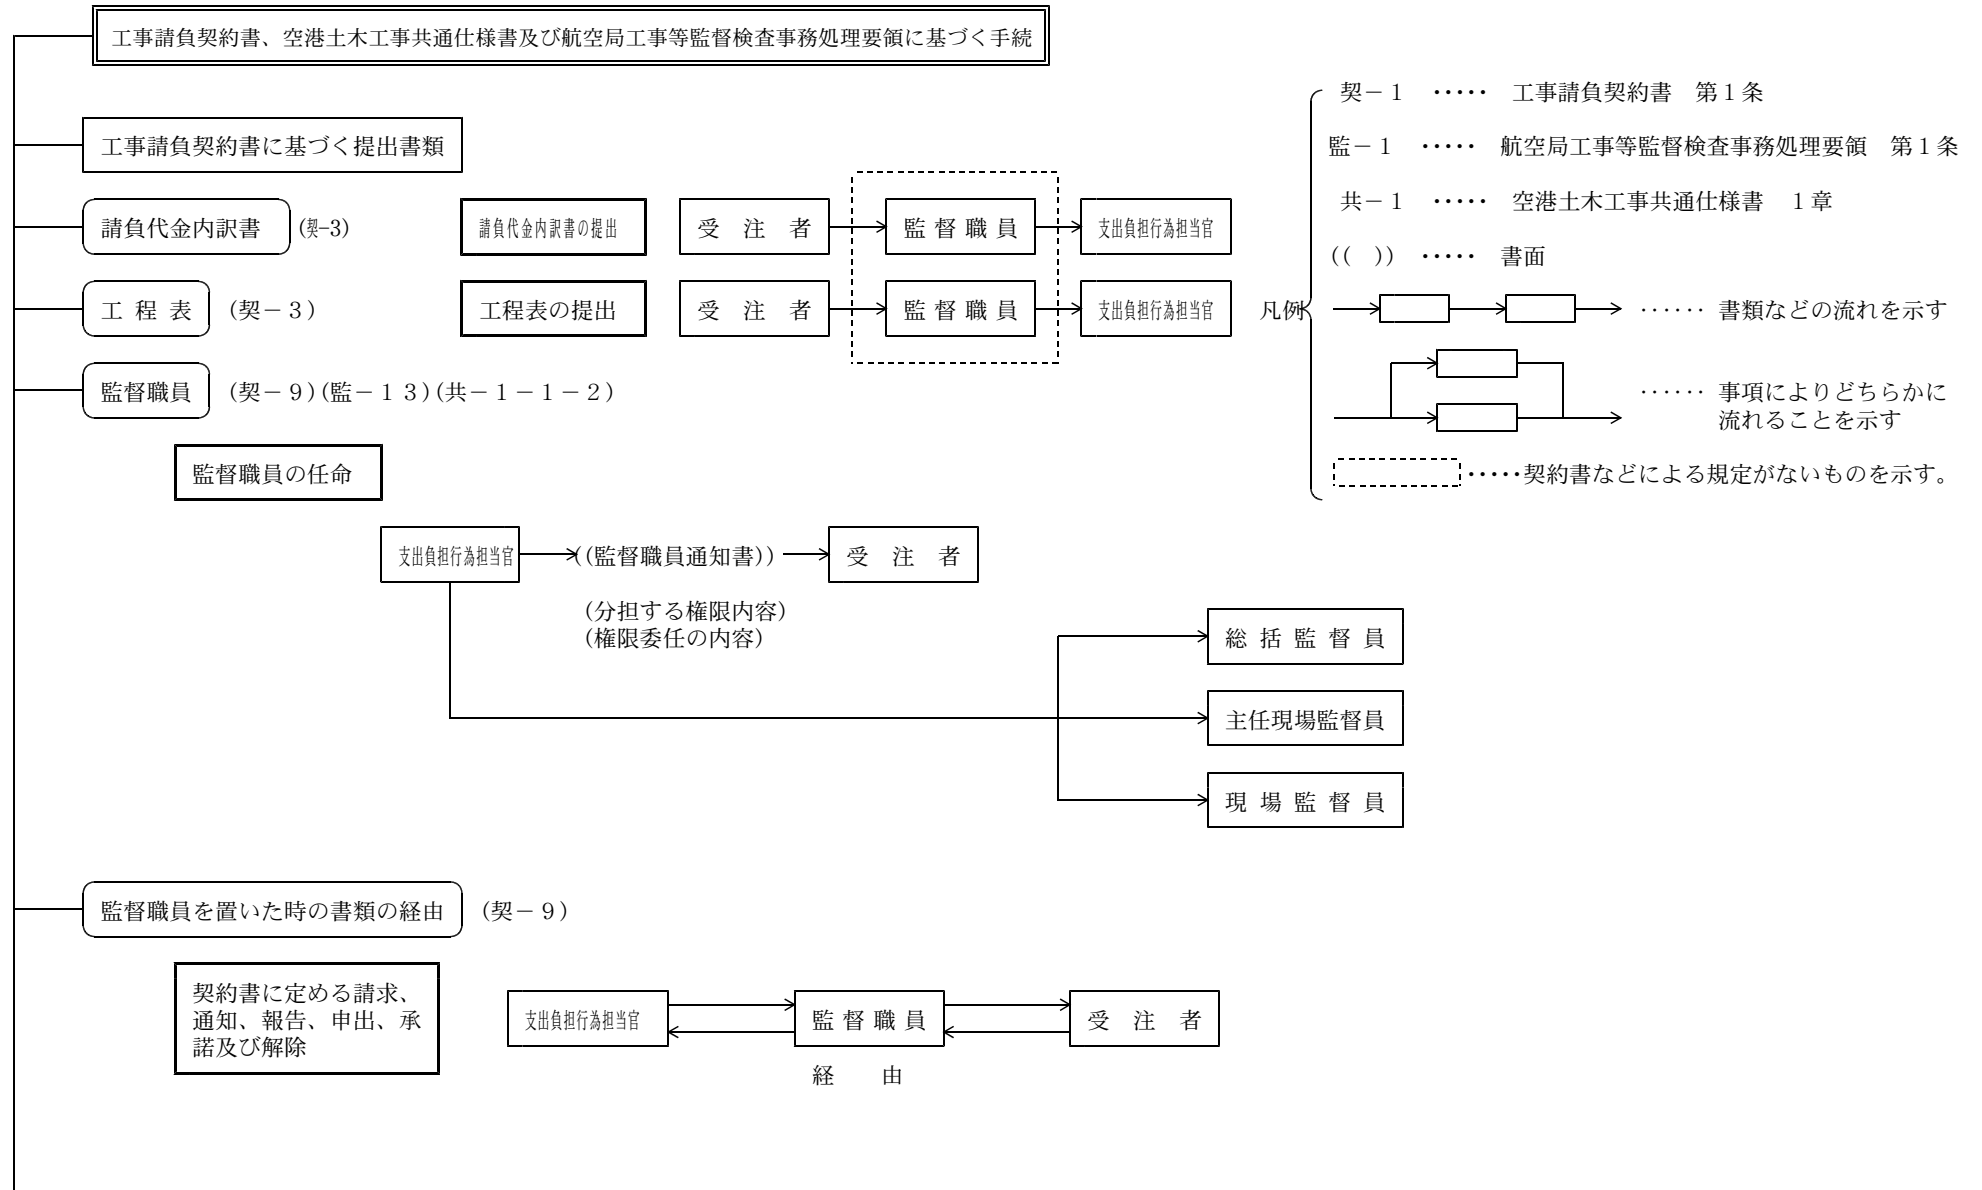 工事請負契約書、空港土木工事共通仕様書及び航空局工事等監督検査事務処理要領に基づく手続
契－１ ・・・・・ 工事請負契約書　第１条
工事請負契約書に基づく提出書類
監－１ ・・・・・ 航空局工事等監督検査事務処理要領　第１条
共－１ ・・・・・ 空港土木工事共通仕様書　１章
請負代金内訳書 (契-3) 請負代金内訳書の提出 受　注　者 監 督 職 員 支出負担行為担当官
((　)) ・・・・・ 書面
工 程 表 (契－３) 工程表の提出 受　注　者 監 督 職 員 支出負担行為担当官
凡例
‥‥‥ 書類などの流れを示す
監督職員 (契－９)(監－１３)(共－１－１－２)
‥‥‥ 事項によりどちらかに
流れることを示す
監督職員の任命
・・・・・契約書などによる規定がないものを示す。
支出負担行為担当官 ((監督職員通知書)) 受　注　者
(分担する権限内容)
(権限委任の内容)
総 括 監 督 員
主任現場監督員
現 場 監 督 員
監督職員を置いた時の書類の経由 (契－９)
契約書に定める請求、
通知、報告、申出、承
諾及び解除
支出負担行為担当官 監 督 職 員 受　注　者
経　　由